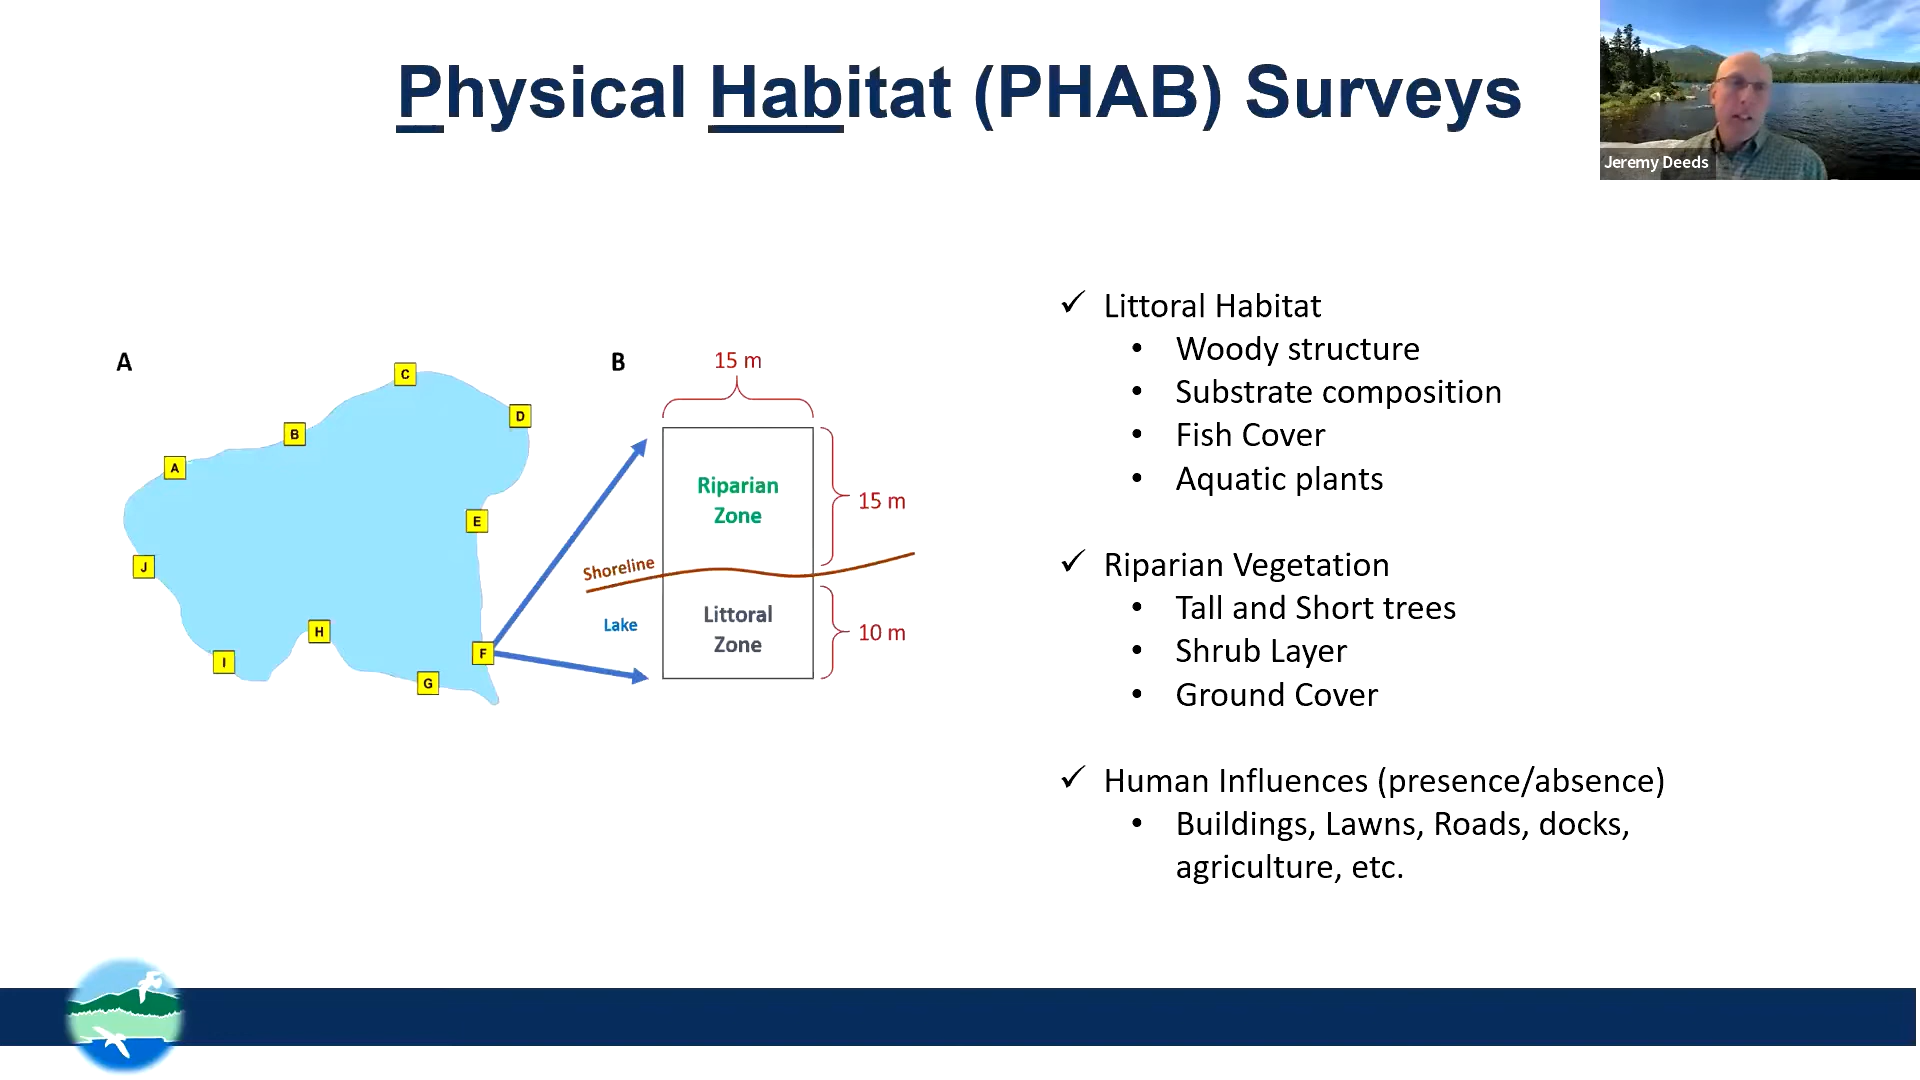 Physical Habitat (PHAB) Surveys
Jeremy Deeds
A
A
B
C
D
E
F
G
H
I
J
B
15 m
Riparian
Zone
15 m
Shoreline
Lake
Littoral
Zone
10 m
✓ Littoral Habitat
• Woody structure
• Substrate composition
• Fish Cover
• Aquatic plants
✓ Riparian Vegetation
• Tall and Short trees
• Shrub Layer
• Ground Cover
✓ Human Influences (presence/absence)
• Buildings, Lawns, Roads, docks,
agriculture, etc.